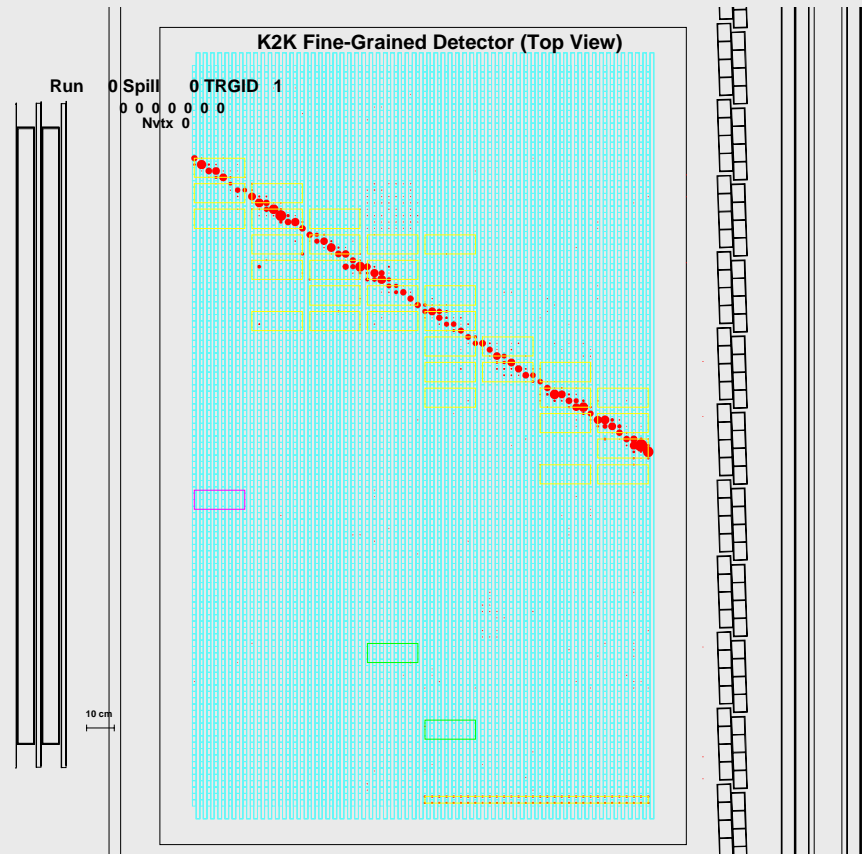 K2K Fine-Grained Detector (Top View)
Run 0 Spill 0 TRGID 1
0 0 0 0 0 0 0
Nvtx 0
10 cm